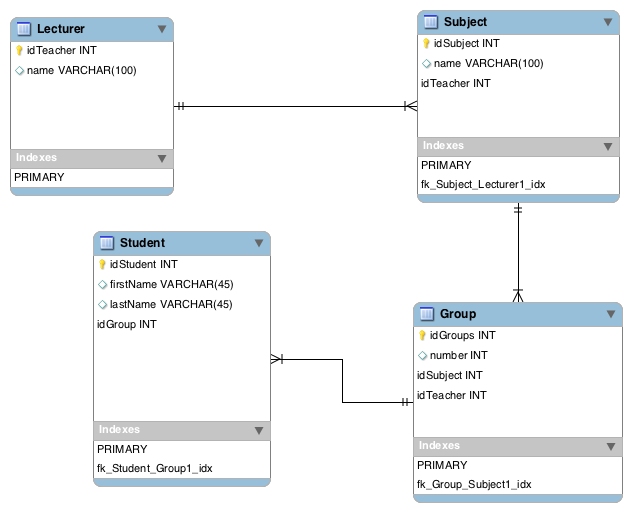 Lecturer
idTeacher INT
name VARCHAR(100)
Indexes
PRIMARY
Subject
idSubject INT
name VARCHAR(100)
idTeacher INT
Indexes
PRIMARY
fk_Subject_Lecturer1_idx
Student
idStudent INT
firstName VARCHAR(45)
lastName VARCHAR(45)
idGroup INT
Indexes
PRIMARY
fk_Student_Group1_idx
Group
idGroups INT
number INT
idSubject INT
idTeacher INT
Indexes
PRIMARY
fk_Group_Subject1_idx